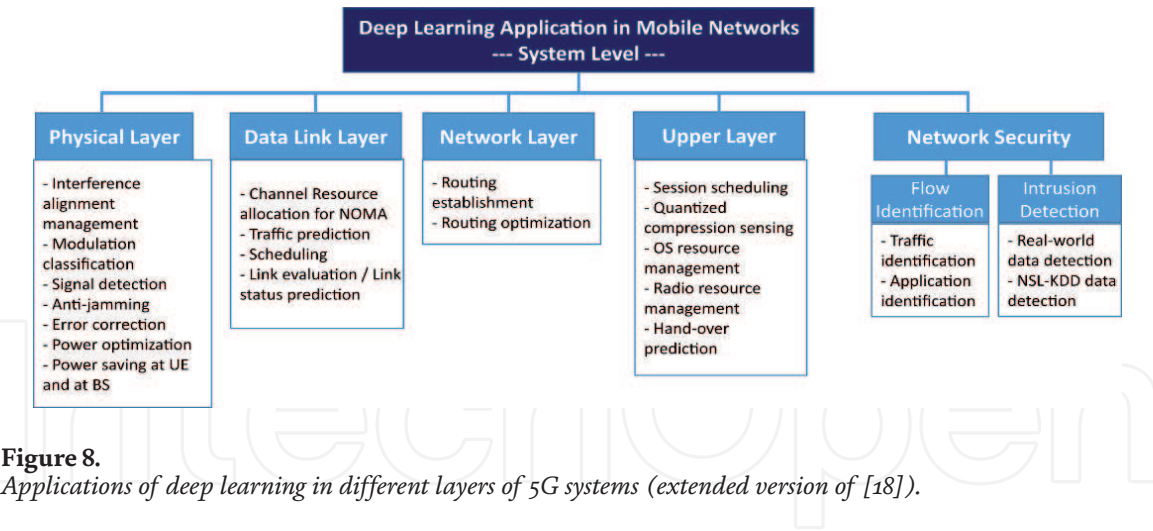 Deep Learning Application in Mobile Networks
--- System Level ---
Physical Layer
- Interference
alignment
management
- Modulation
classification
- Signal detection
- Anti-jamming
- Error correction
- Power optimization
- Power saving at UE
and at BS
Data Link Layer
- Channel Resource
allocation for NOMA
- Traffic prediction
- Scheduling
- Link evaluation / Link
status prediction
Network Layer
- Routing
establishment
- Routing optimization
Upper Layer
- Session scheduling
- Quantized
compression sensing
- OS resource
management
- Radio resource
management
- Hand-over
prediction
Network Security
Flow
Identification
- Traffic
identification
- Application
identification
Intrusion
Detection
- Real-world
data detection
- NSL-KDD data
detection
IntechOpen
Figure 8.
Applications of deep learning in different layers of 5G systems (extended version of [18]).